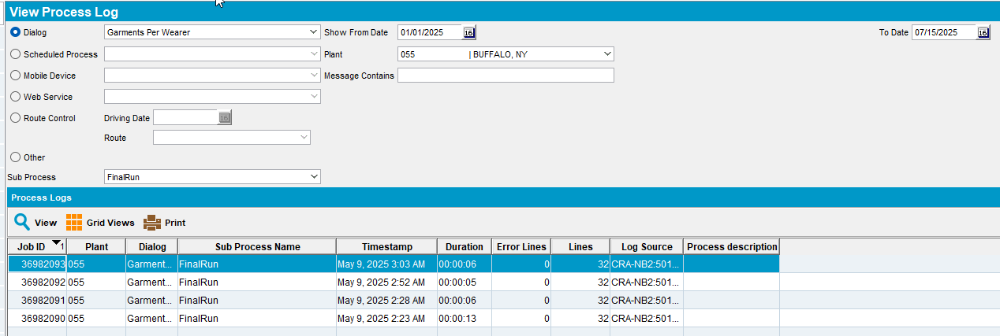 View Process Log
Dialog Garments Per Wearer Show From Date 01/01/2025 16 To Date 07/15/2025 16
Scheduled Process Plant 055 | BUFFALO, NY
Mobile Device Message Contains
Web Service
Route Control Driving Date 16
Route
Other
Sub Process FinalRun
Process Logs
View Grid Views Print
Job ID 1 Plant Dialog Sub Process Name Timestamp Duration Error Lines Lines Log Source Process description
36982093 055 Garment... FinalRun May 9, 2025 3:03 AM 00:00:06 0 32 CRA-NB2:501...
36982092 055 Garment... FinalRun May 9, 2025 2:52 AM 00:00:05 0 32 CRA-NB2:501...
36982091 055 Garment... FinalRun May 9, 2025 2:28 AM 00:00:06 0 32 CRA-NB2:501...
36982090 055 Garment... FinalRun May 9, 2025 2:23 AM 00:00:13 0 32 CRA-NB2:501...